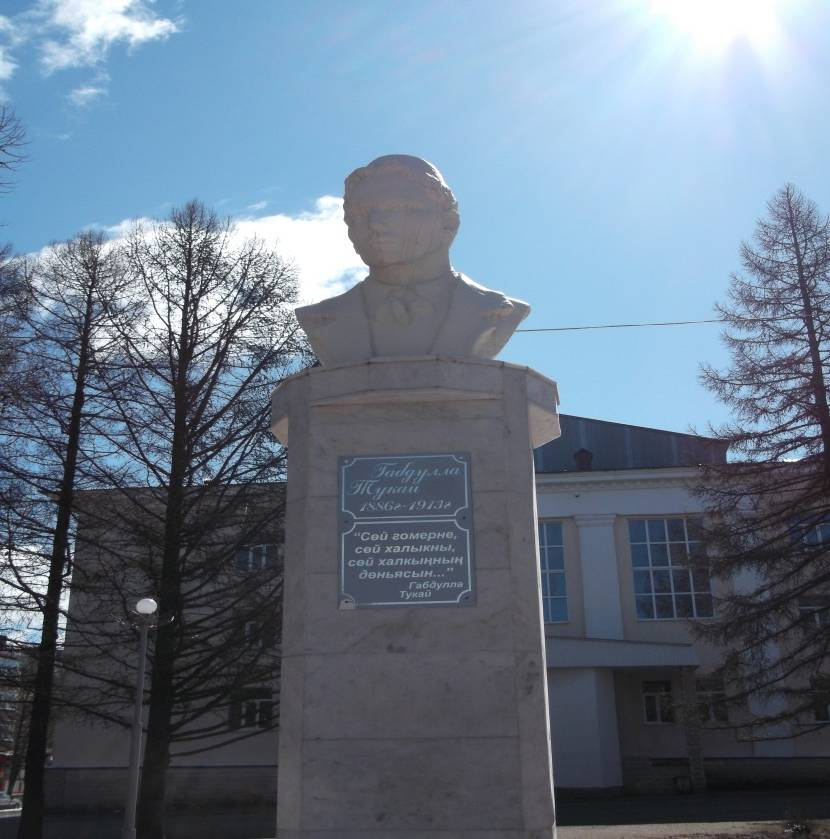 Габдулла
Тукай
1886г-1913г
"Сөй гомерне,
сөй халыкны,
сөй халкыңның
дөньясын..."
Габдулла
Тукай